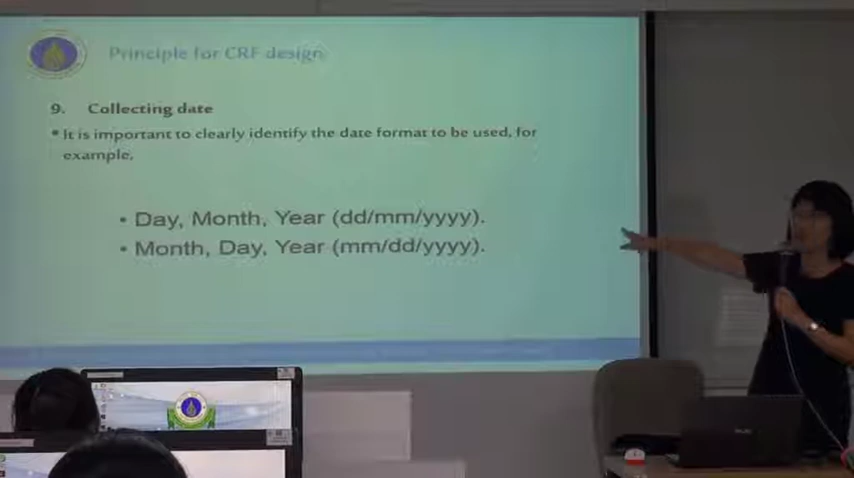 Principle for CRF design
9. Collecting date
• It is important to clearly identify the date format to be used, for
example,
• Day, Month, Year (dd/mm/yyyy).
• Month, Day, Year (mm/dd/yyyy).